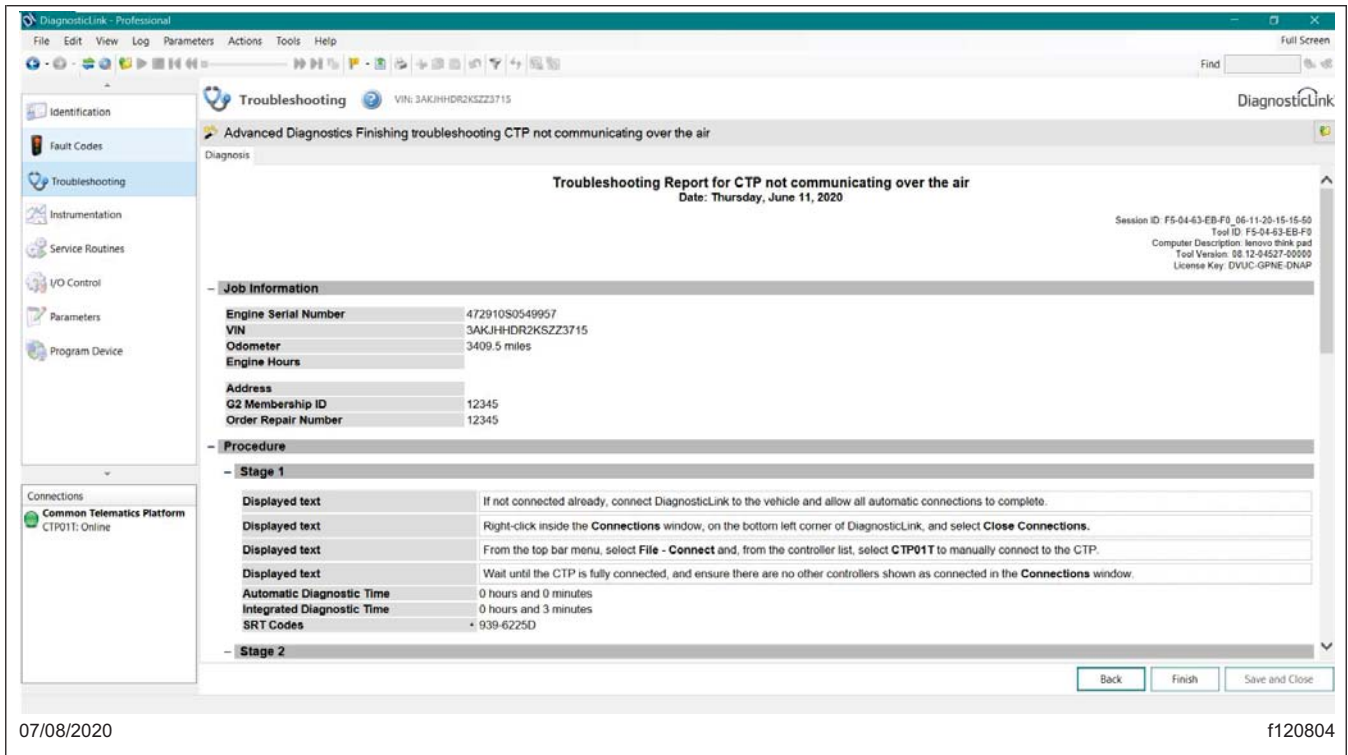 DiagnosticLink - Professional
File Edit View Log Parameters Actions Tools Help
Full Screen
Find
Identification
Fault Codes
Troubleshooting
Instrumentation
Service Routines
I/O Control
Parameters
Program Device
Connections
Common Telematics Platform
CTP01T: Online
Troubleshooting VIN: 3AKJHHDR2KSZZ3715
DiagnosticLink
Advanced Diagnostics Finishing troubleshooting CTP not communicating over the air
Diagnosis
Troubleshooting Report for CTP not communicating over the air
Date: Thursday, June 11, 2020
Session ID: F5-04-63-EB-F0_06-11-20-15-15-50
Tool ID: F5-04-63-EB-F0
Computer Description: lenovo think pad
Tool Version: 08.12-04527-00000
License Key: DVUC-GPNE-DNAP
– Job Information
Engine Serial Number 472910S0549957
VIN 3AKJHHDR2KSZZ3715
Odometer 3409.5 miles
Engine Hours
Address
G2 Membership ID 12345
Order Repair Number 12345
– Procedure
– Stage 1
Displayed text If not connected already, connect DiagnosticLink to the vehicle and allow all automatic connections to complete.
Displayed text Right-click inside the Connections window, on the bottom left corner of DiagnosticLink, and select Close Connections.
Displayed text From the top bar menu, select File - Connect and, from the controller list, select CTP01T to manually connect to the CTP.
Displayed text Wait until the CTP is fully connected, and ensure there are no other controllers shown as connected in the Connections window.
Automatic Diagnostic Time 0 hours and 0 minutes
Integrated Diagnostic Time 0 hours and 3 minutes
SRT Codes • 939-6225D
– Stage 2
Back Finish Save and Close
07/08/2020 f120804